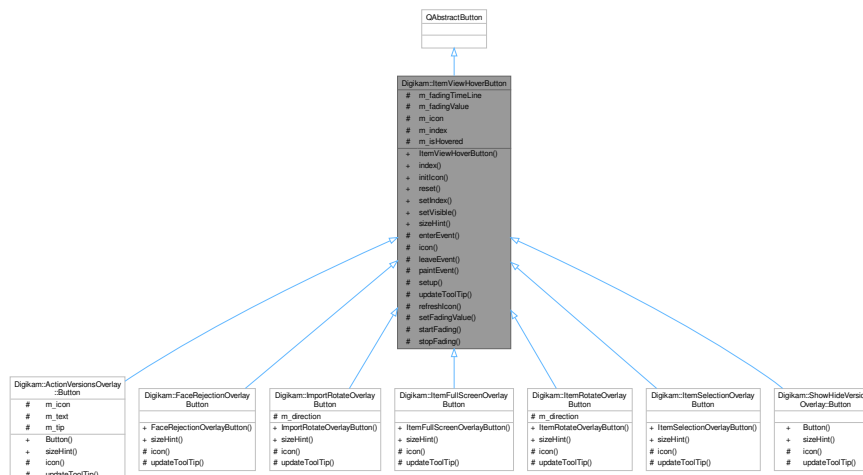 QAbstractButton
Digikam::ItemViewHoverButton
# m_fadingTimeLine
# m_fadingValue
# m_icon
# m_index
# m_isHovered
+ ItemViewHoverButton()
+ index()
+ initIcon()
+ reset()
+ setIndex()
+ setVisible()
+ sizeHint()
# enterEvent()
# icon()
# leaveEvent()
# paintEvent()
# setup()
# updateToolTip()
# refreshIcon()
# setFadingValue()
# startFading()
# stopFading()
Digikam::ActionVersionsOverlay
::Button
# m_icon
# m_text
# m_tip
+ Button()
+ sizeHint()
# icon()
# updateToolTip()
Digikam::FaceRejectionOverlay
Button
+ FaceRejectionOverlayButton()
+ sizeHint()
# icon()
# updateToolTip()
Digikam::ImportRotateOverlay
Button
# m_direction
+ ImportRotateOverlayButton()
+ sizeHint()
# icon()
# updateToolTip()
Digikam::ItemFullScreenOverlay
Button
+ ItemFullScreenOverlayButton()
+ sizeHint()
# icon()
# updateToolTip()
Digikam::ItemRotateOverlay
Button
# m_direction
+ ItemRotateOverlayButton()
+ sizeHint()
# icon()
# updateToolTip()
Digikam::ItemSelectionOverlay
Button
+ ItemSelectionOverlayButton()
+ sizeHint()
# icon()
# updateToolTip()
Digikam::ShowHideVersio
Overlay::Button
+ Button()
+ sizeHint()
# icon()
# updateToolTip()